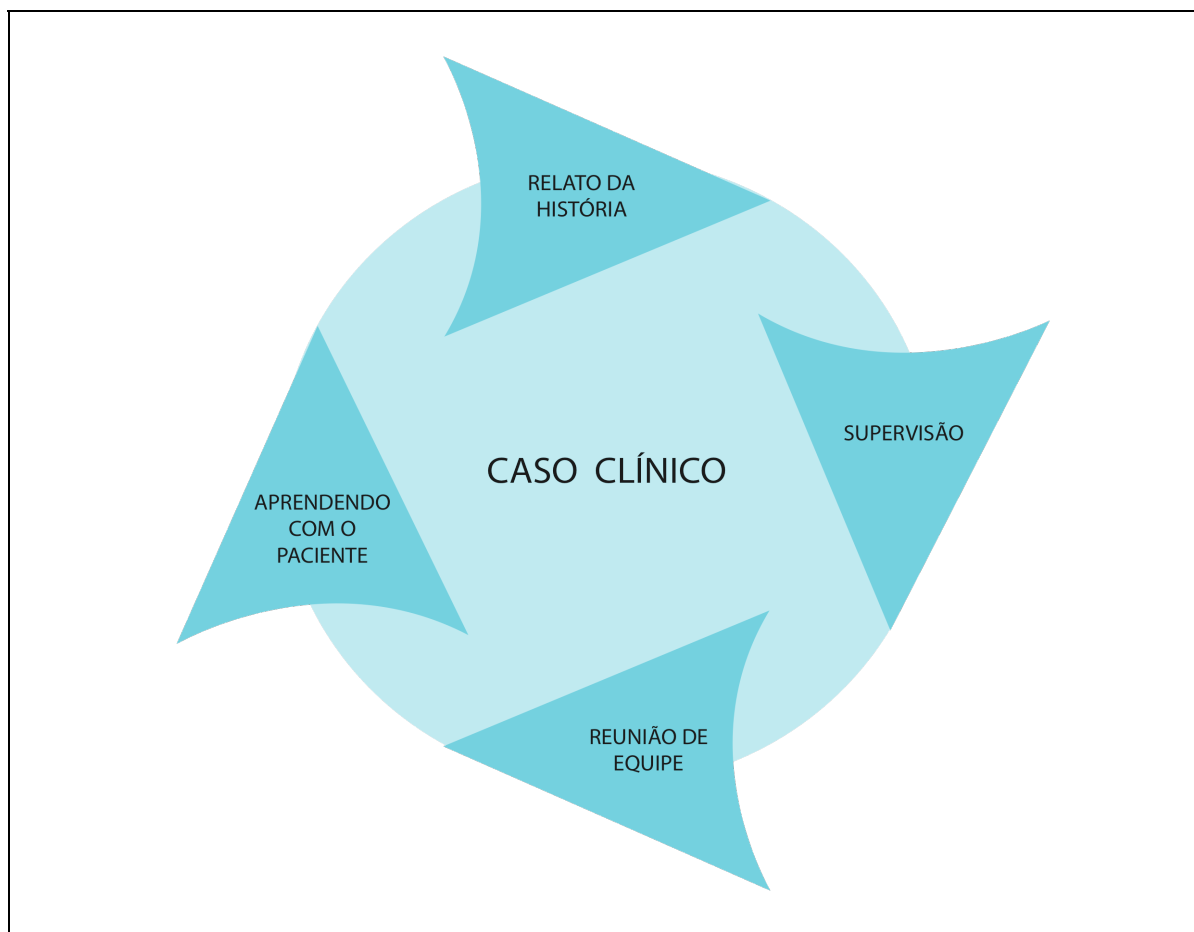 RELATO DA
HISTÓRIA
SUPERVISÃO
CASO CLÍNICO
APRENDENDO
COM O
PACIENTE
REUNIÃO DE
EQUIPE